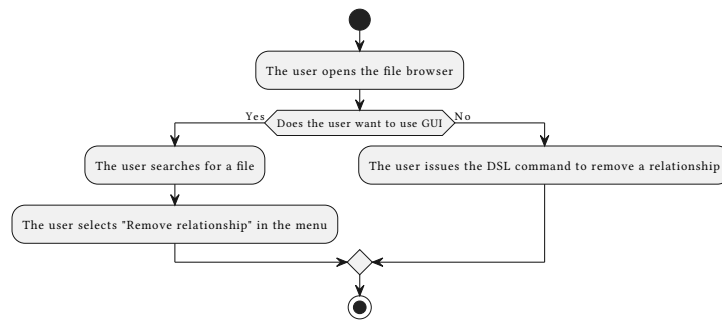 The user opens the file browser
Yes
Does the user want to use GUI
No
The user searches for a file
The user issues the DSL command to remove a relationship
The user selects "Remove relationship" in the menu